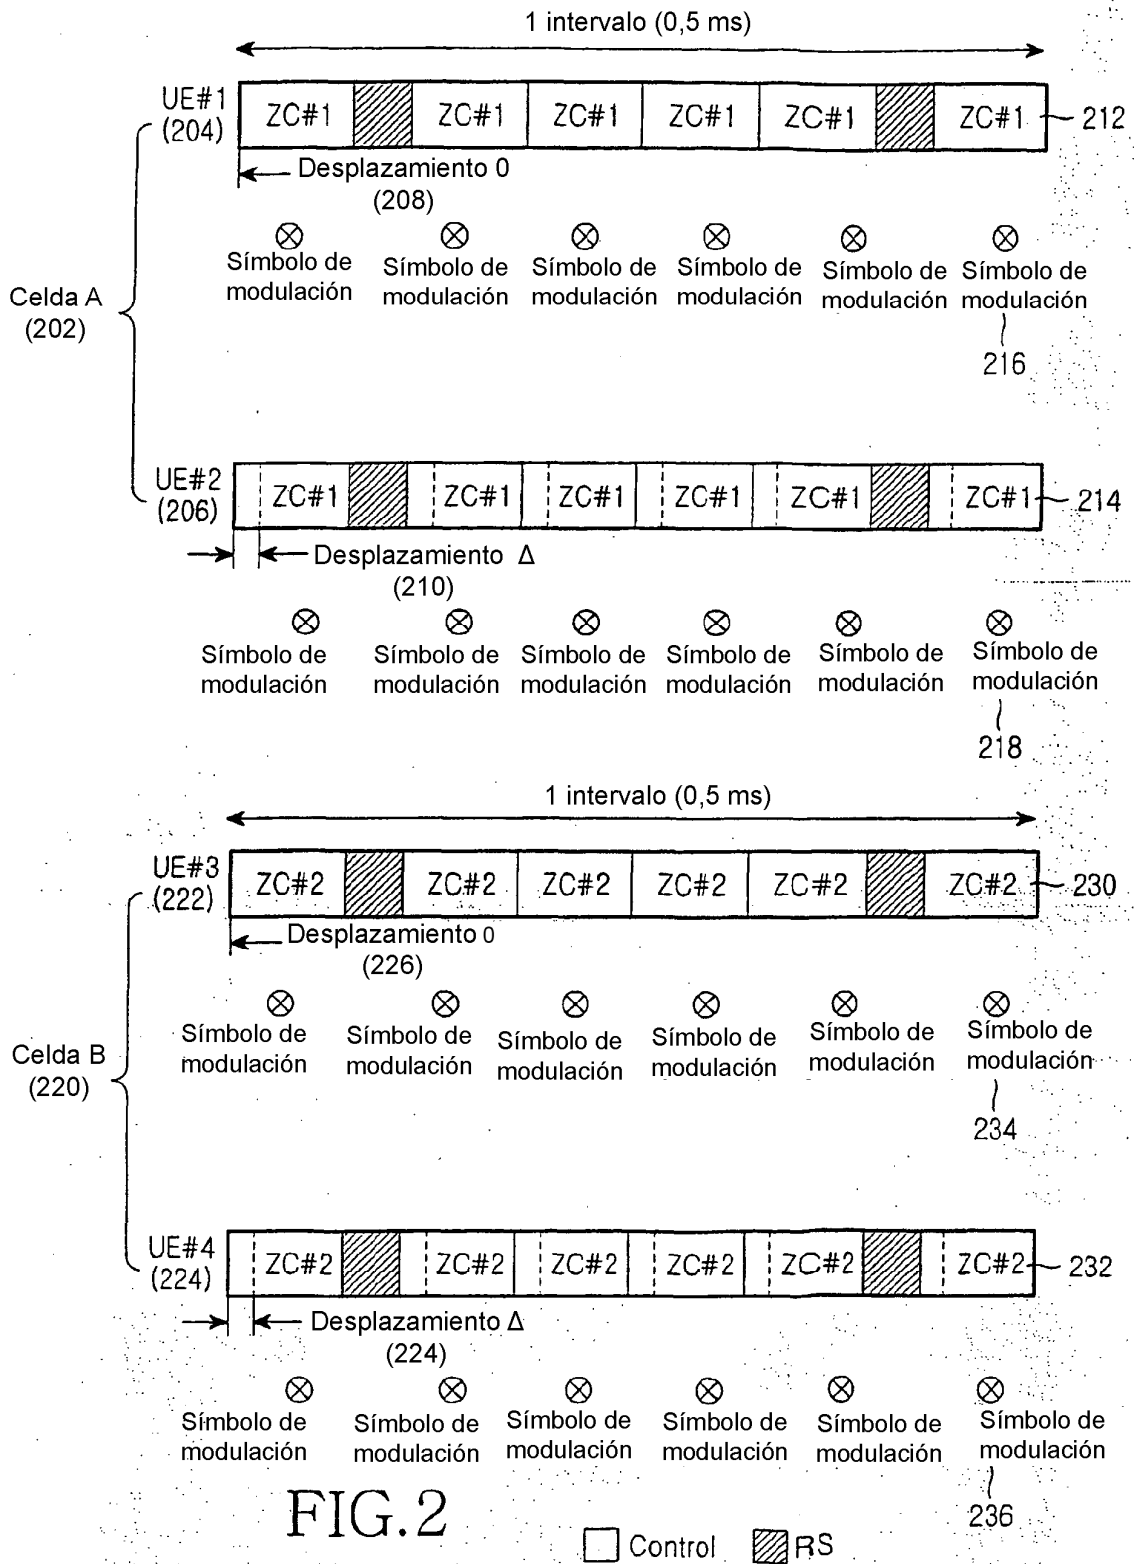 1 intervalo (0,5 ms)
UE#1
(204)
ZC#1 ZC#1 ZC#1 ZC#1 ZC#1 ZC#1
212
Desplazamiento 0
(208)
Símbolo de modulación
Símbolo de modulación
Símbolo de modulación
Símbolo de modulación
Símbolo de modulación
Símbolo de modulación
216
Celda A
(202)
UE#2
(206)
ZC#1 ZC#1 ZC#1 ZC#1 ZC#1 ZC#1
214
Desplazamiento Δ
(210)
Símbolo de modulación
Símbolo de modulación
Símbolo de modulación
Símbolo de modulación
Símbolo de modulación
Símbolo de modulación
218
1 intervalo (0,5 ms)
UE#3
(222)
ZC#2 ZC#2 ZC#2 ZC#2 ZC#2 ZC#2
230
Desplazamiento 0
(226)
Símbolo de modulación
Símbolo de modulación
Símbolo de modulación
Símbolo de modulación
Símbolo de modulación
Símbolo de modulación
234
Celda B
(220)
UE#4
(224)
ZC#2 ZC#2 ZC#2 ZC#2 ZC#2 ZC#2
232
Desplazamiento Δ
(224)
Símbolo de modulación
Símbolo de modulación
Símbolo de modulación
Símbolo de modulación
Símbolo de modulación
Símbolo de modulación
236
FIG.2
Control RS